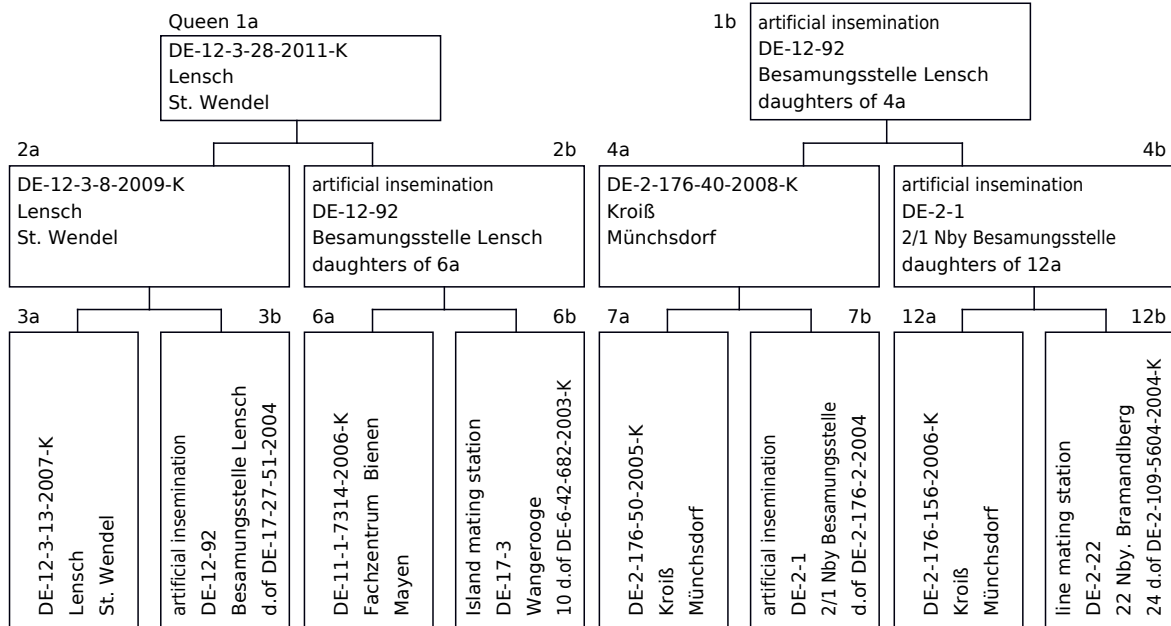 Queen 1a
DE-12-3-28-2011-K
Lensch
St. Wendel
1b
artificial insemination
DE-12-92
Besamungsstelle Lensch
daughters of 4a
2a
DE-12-3-8-2009-K
Lensch
St. Wendel
2b
artificial insemination
DE-12-92
Besamungsstelle Lensch
daughters of 6a
4a
DE-2-176-40-2008-K
Kroiß
Münchsdorf
4b
artificial insemination
DE-2-1
2/1 Nby Besamungsstelle
daughters of 12a
3a
DE-12-3-13-2007-K
Lensch
St. Wendel
3b
artificial insemination
DE-12-92
Besamungsstelle Lensch
d.of DE-17-27-51-2004
6a
DE-11-1-7314-2006-K
Fachzentrum Bienen
Mayen
6b
Island mating station
DE-17-3
Wangerooge
10 d.of DE-6-42-682-2003-K
7a
DE-2-176-50-2005-K
Kroiß
Münchsdorf
7b
artificial insemination
DE-2-1
2/1 Nby Besamungsstelle
d.of DE-2-176-2-2004
12a
DE-2-176-156-2006-K
Kroiß
Münchsdorf
12b
line mating station
DE-2-22
22 Nby. Bramandlberg
24 d.of DE-2-109-5604-2004-K